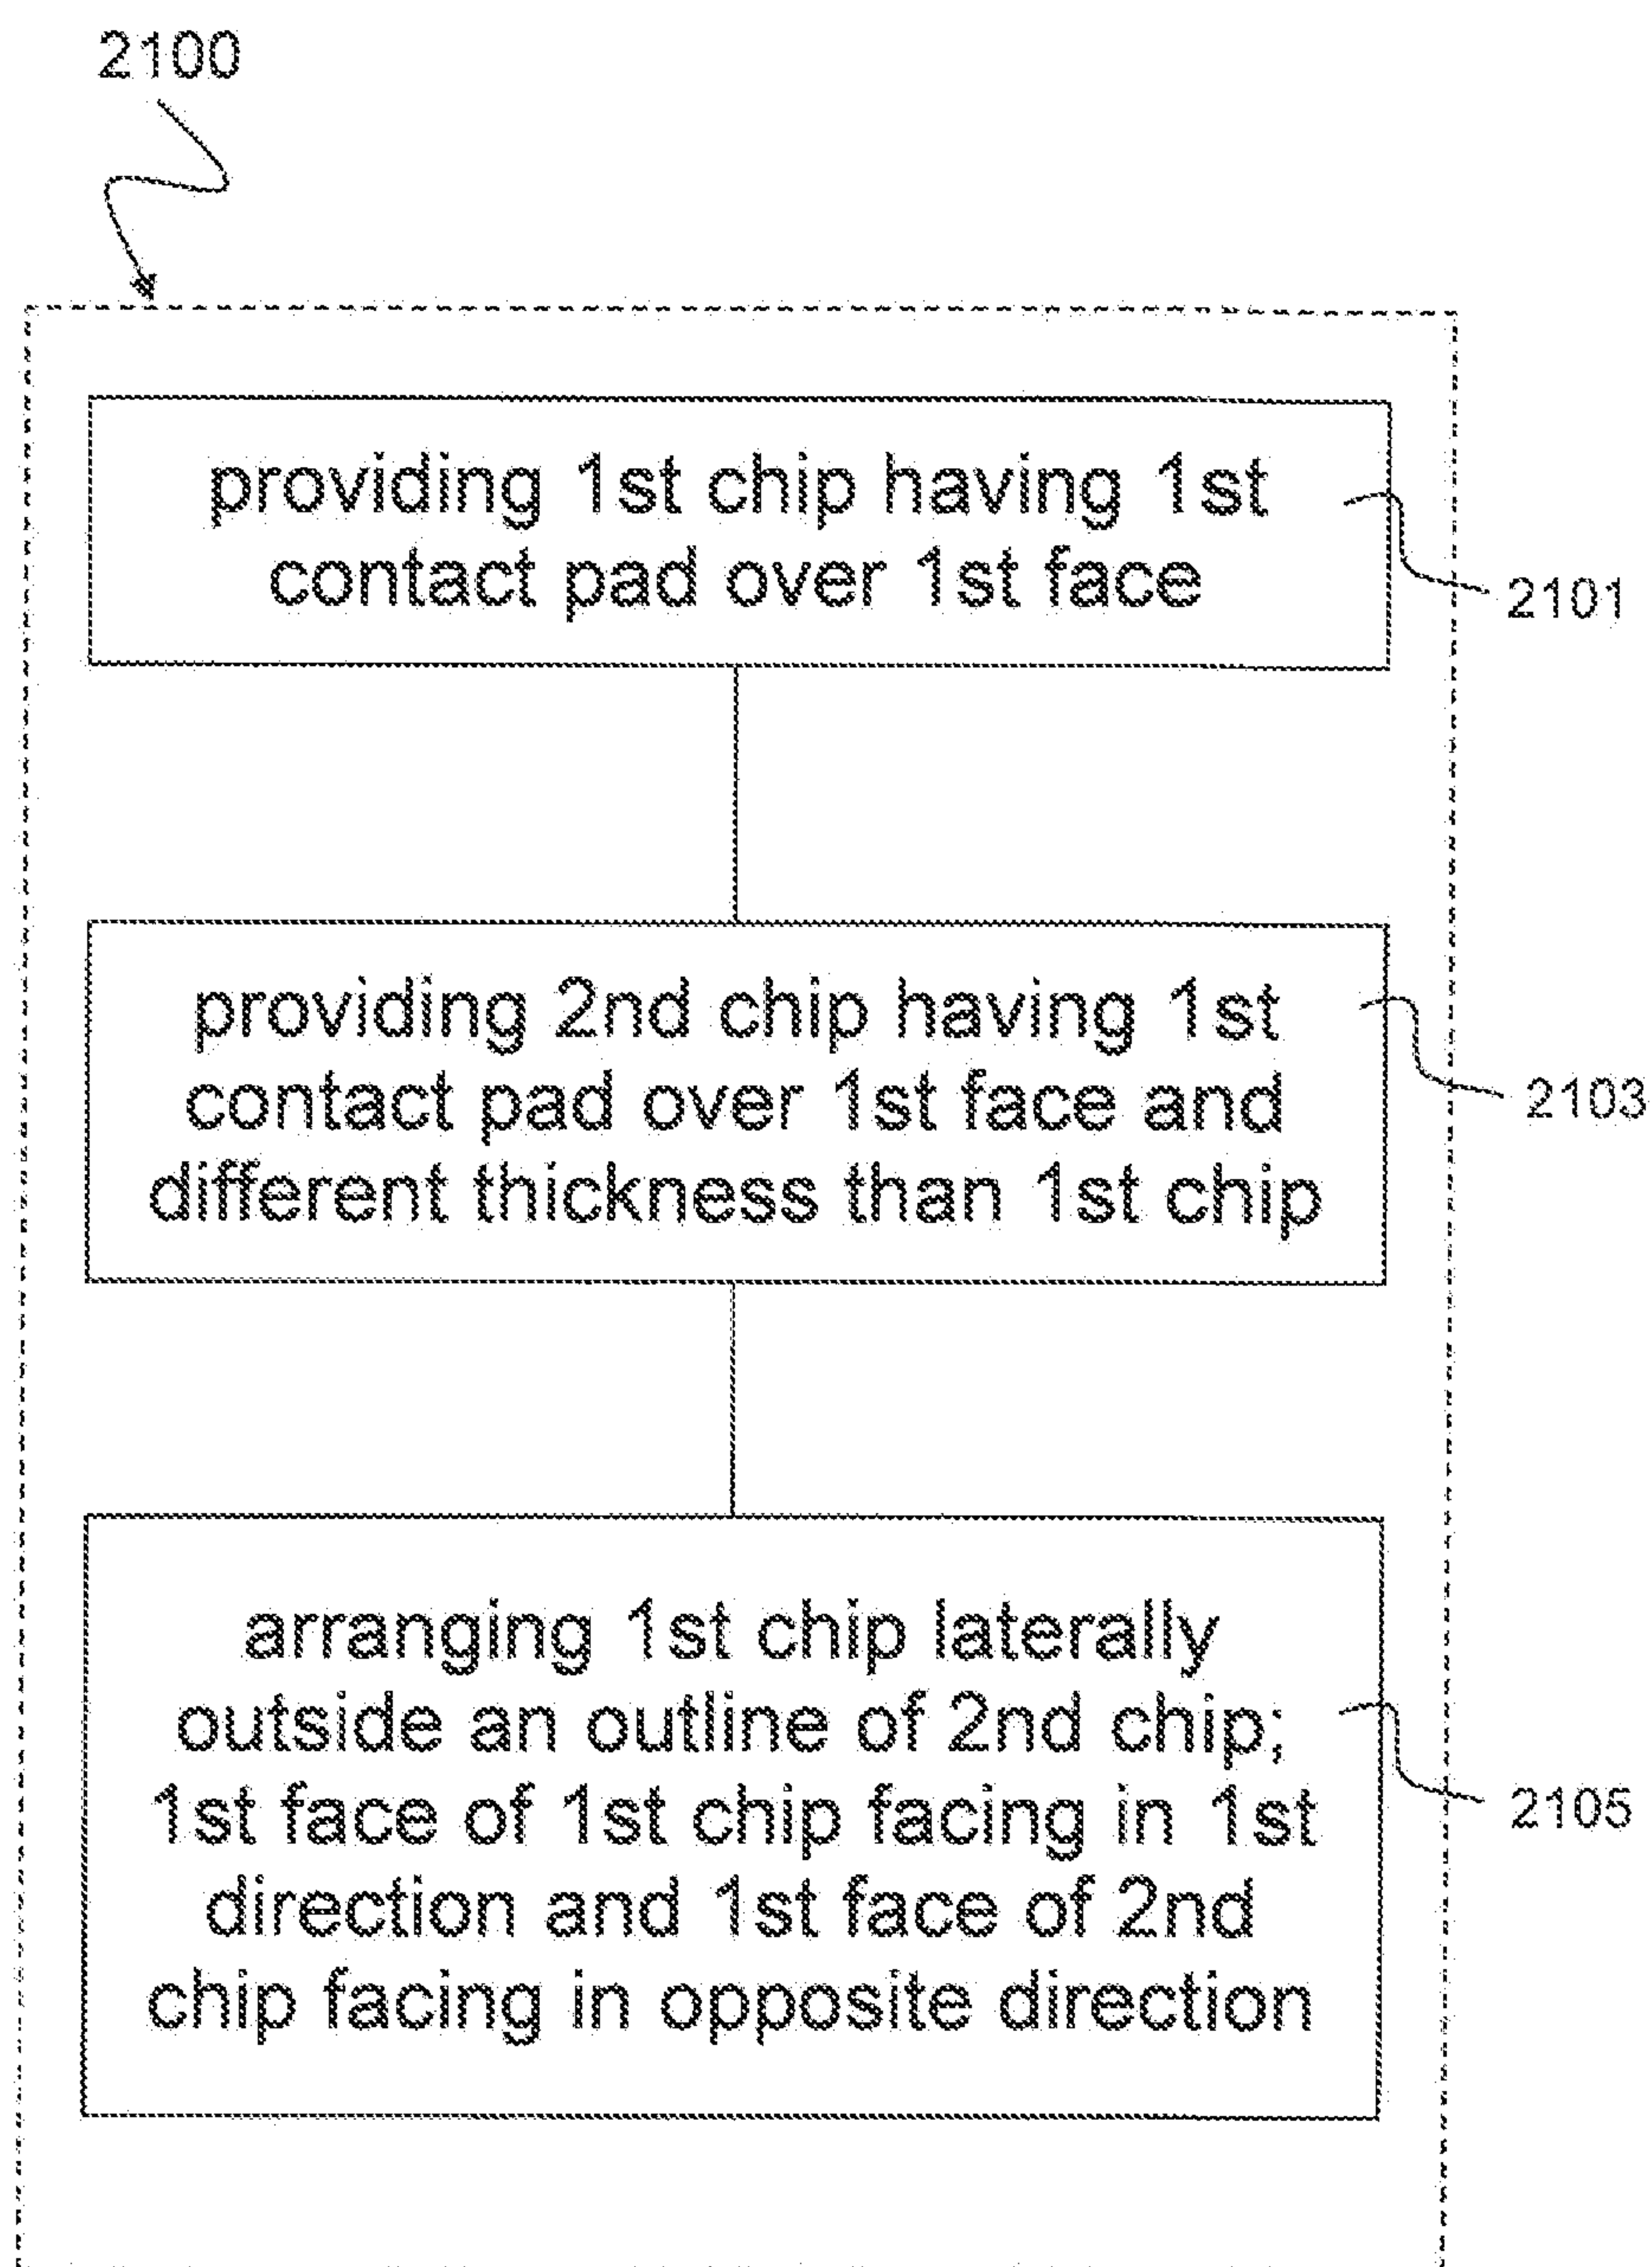 2100
providing 1st chip having 1st
contact pad over 1st face
2101
providing 2nd chip having 1st
contact pad over 1st face and
different thickness than 1st chip
2103
arranging 1st chip laterally
outside an outline of 2nd chip;
1st face of 1st chip facing in 1st
direction and 1st face of 2nd
chip facing in opposite direction
2105